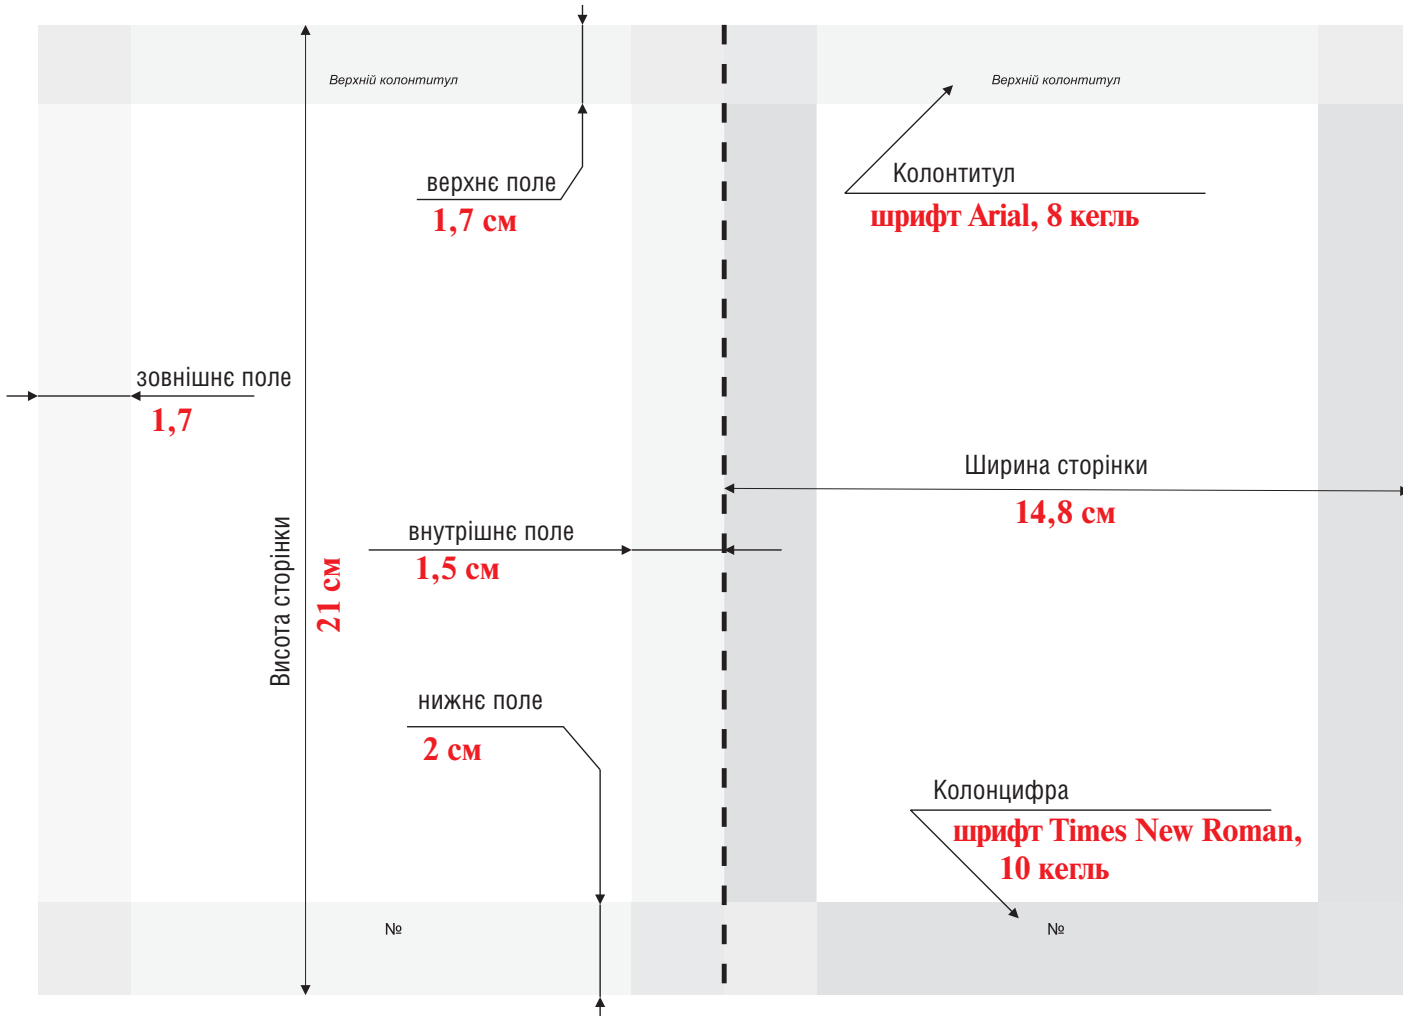 Верхній колонтитул
Верхній колонтитул
верхнє поле
1,7 см
Колонтитул
шрифт Arial, 8 кегль
зовнішнє поле
1,7
Ширина сторінки
14,8 см
внутрішнє поле
1,5 см
Висота сторінки
21 см
нижнє поле
2 см
Колонцифра
шрифт Times New Roman,
10 кегль
№
№